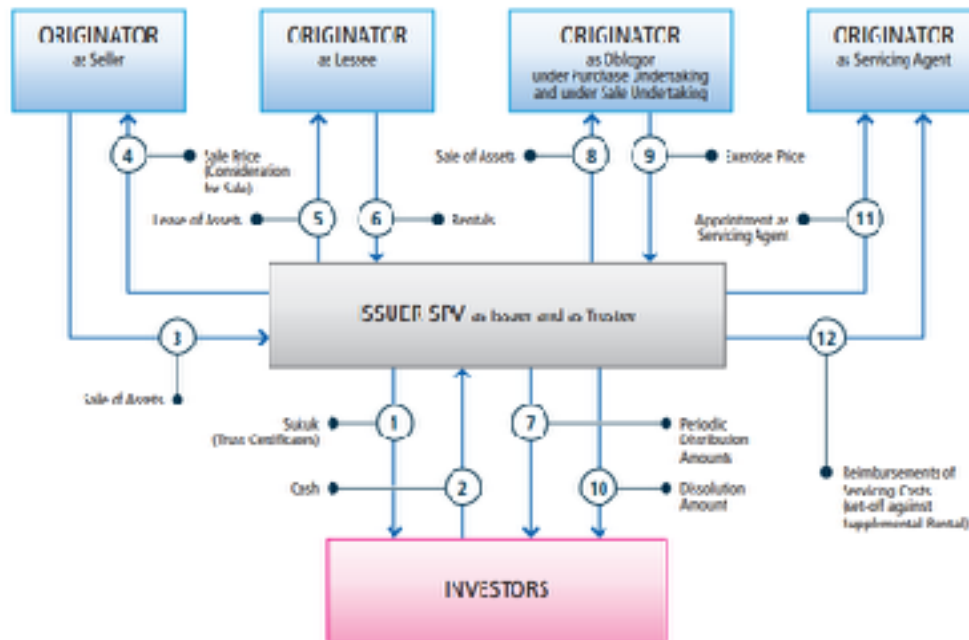 ORIGINATOR
as Seller
ORIGINATOR
as Lessee
ORIGINATOR
as Obligor
under Purchase Undertaking
and under Sale Undertaking
ORIGINATOR
as Servicing Agent
4
Sale Price
(Consideration
for Sale)
Sale of Assets
8
9
Exercise Price
Lease of Assets
5
6
Rentals
Appointment as
Servicing Agent
11
ISSUER SPV as Issuer and as Trustee
3
12
Sale of Assets
Sukuk
(Trust Certificates)
1
7
Periodic
Distribution
Amounts
Cash
2
10
Dissolution
Amount
Reimbursements of
Servicing Costs
(set-off against
Supplemental Rental)
INVESTORS